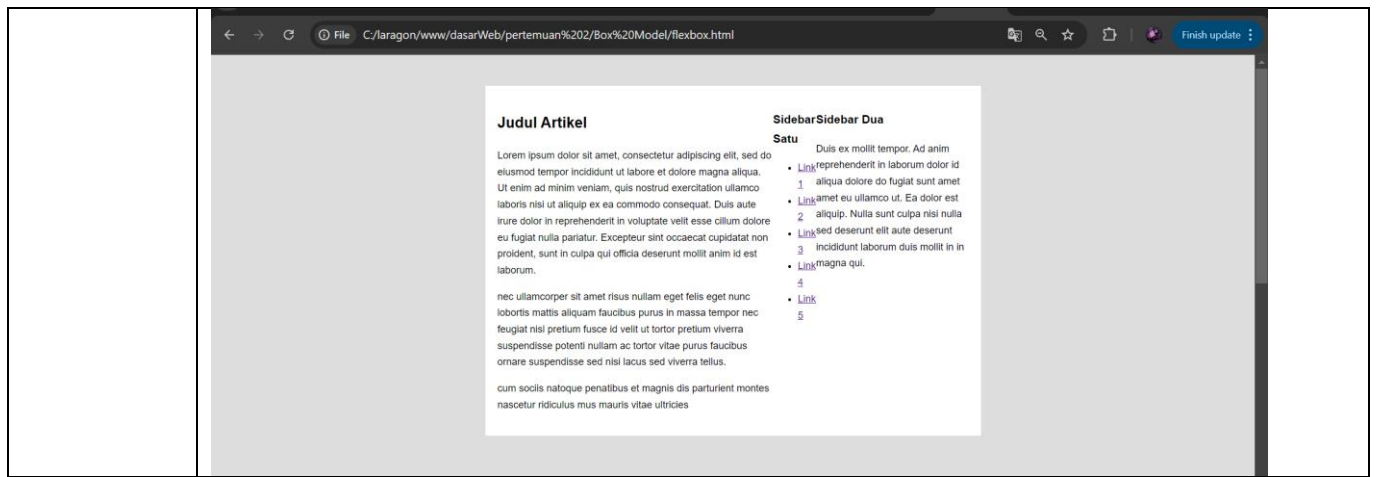 File C:/laragon/www/dasarWeb/pertemuan%202/Box%20Model/flexbox.html
Finish update
Judul Artikel
Lorem ipsum dolor sit amet, consectetur adipiscing elit, sed do
eiusmod tempor incididunt ut labore et dolore magna aliqua.
Ut enim ad minim veniam, quis nostrud exercitation ullamco
laboris nisi ut aliquip ex ea commodo consequat. Duis aute
irure dolor in reprehenderit in voluptate velit esse cillum dolore
eu fugiat nulla pariatur. Excepteur sint occaecat cupidatat non
proident, sunt in culpa qui officia deserunt mollit anim id est
laborum.
nec ullamcorper sit amet risus nullam eget felis eget nunc
lobortis mattis aliquam faucibus purus in massa tempor nec
feugiat nisl pretium fusce id velit ut tortor pretium viverra
suspendisse potenti nullam ac tortor vitae purus faucibus
ornare suspendisse sed nisi lacus sed viverra tellus.
cum sociis natoque penatibus et magnis dis parturient montes
nascetur ridiculus mus mauris vitae ultricies
Sidebar
Satu
Link
1
Link
2
Link
3
Link
4
Link
5
Sidebar Dua
Duis ex mollit tempor. Ad anim
reprehenderit in laborum dolor id
aliqua dolore do fugiat sunt amet
amet eu ullamco ut. Ea dolor est
aliquip. Nulla sunt culpa nisi nulla
sed deserunt elit aute deserunt
incididunt laborum duis mollit in in
magna qui.